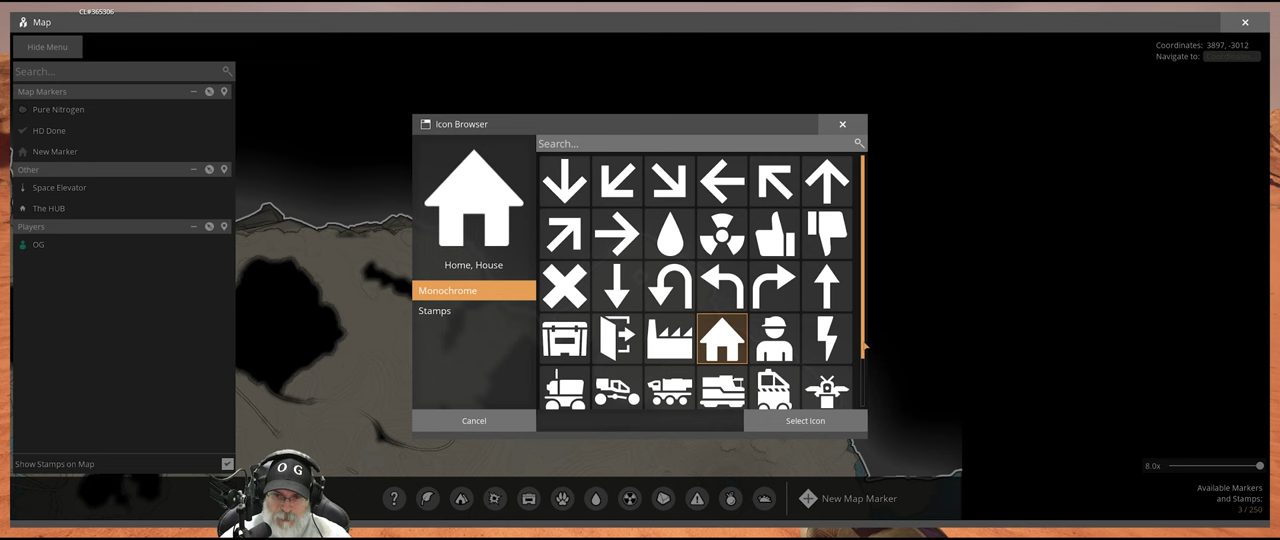 CL#365306
Map
Hide Menu
Coordinates: 3897, -3012
Navigate to: Coordinates...
Search...
Map Markers
Pure Nitrogen
HD Done
New Marker
Other
Space Elevator
The HUB
Players
OG
Show Stamps on Map
Icon Browser
Search...
Home, House
Monochrome
Stamps
Cancel
Select Icon
8.0x
O G
?
New Map Marker
Available Markers
and Stamps:
3 / 250